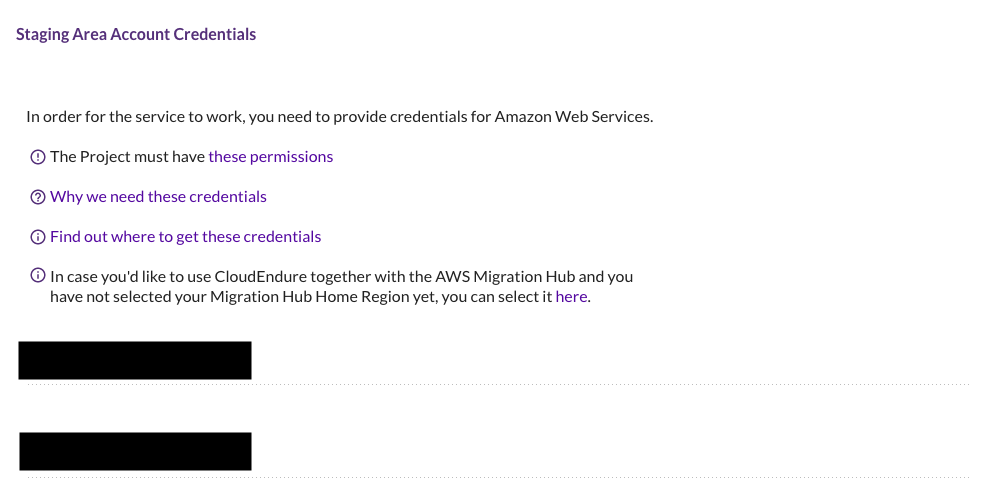 Staging Area Account Credentials
In order for the service to work, you need to provide credentials for Amazon Web Services.
The Project must have these permissions
Why we need these credentials
Find out where to get these credentials
In case you'd like to use CloudEndure together with the AWS Migration Hub and you
have not selected your Migration Hub Home Region yet, you can select it here.